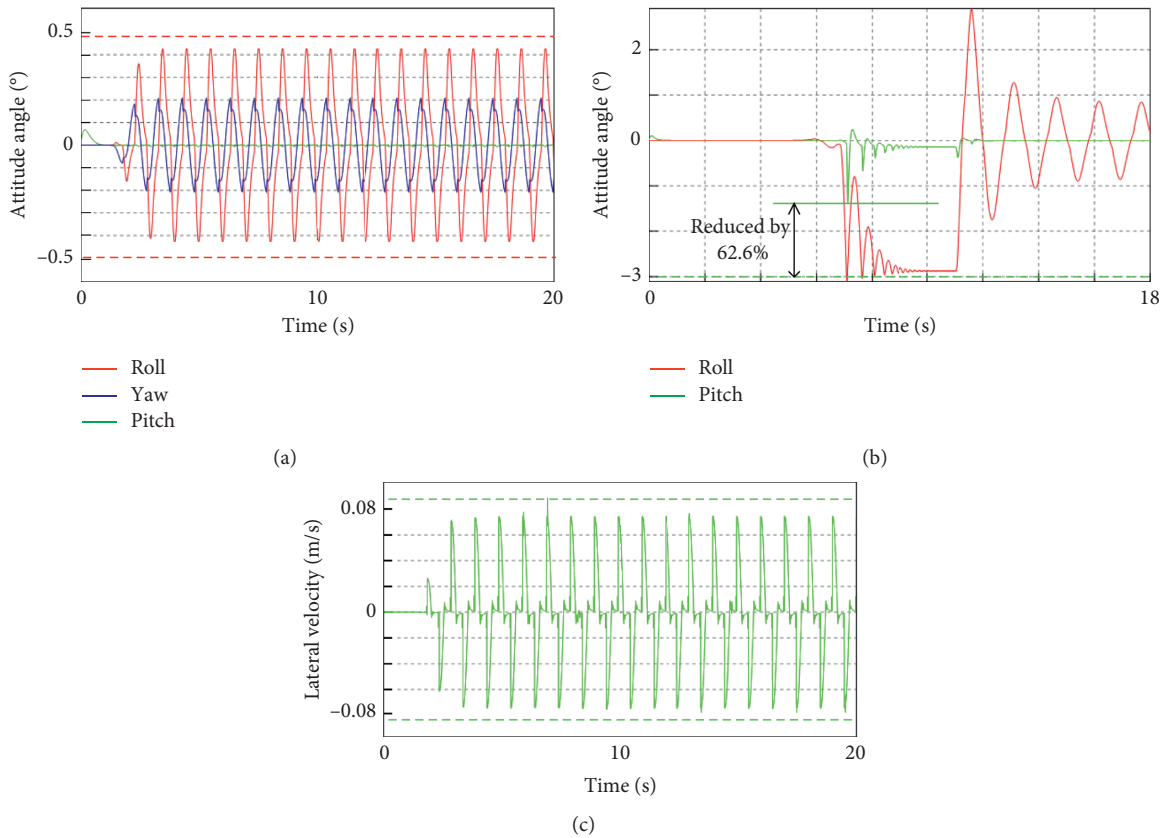 0.5
0
−0.5
Attitude angle (°)
0
10
20
Time (s)
Roll
Yaw
Pitch
(a)
2
0
−3
Attitude angle (°)
Reduced by
62.6%
0
18
Time (s)
Roll
Pitch
(b)
0.08
0
−0.08
Lateral velocity (m/s)
0
10
20
Time (s)
(c)